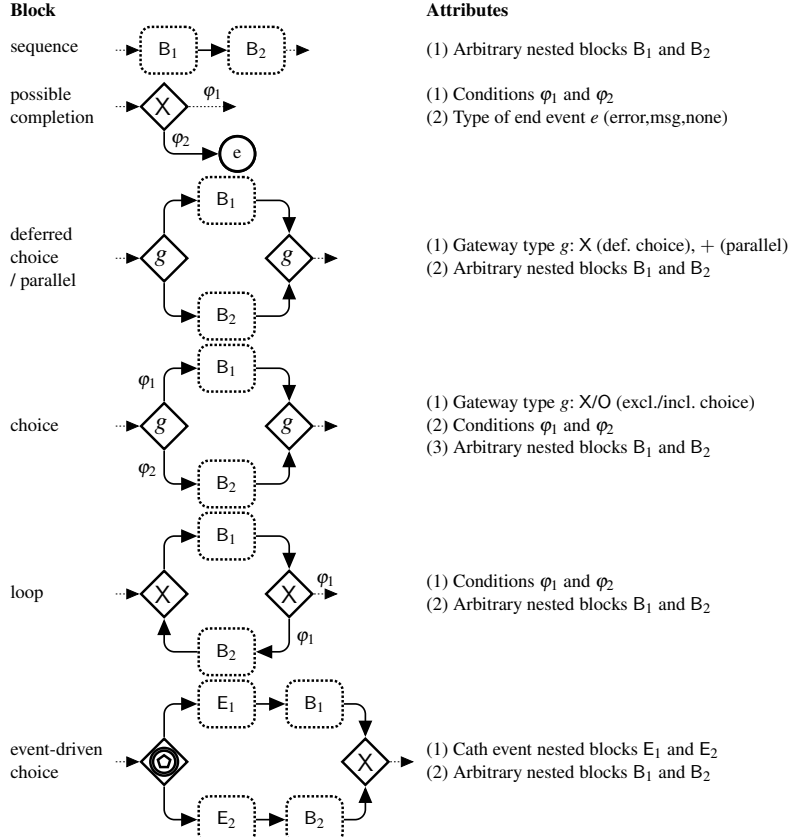 Block Attributes
sequence B1 B2 (1) Arbitrary nested blocks B1 and B2
possible completion X φ1 φ2 e (1) Conditions φ1 and φ2
(2) Type of end event e (error,msg,none)
deferred choice / parallel g B1 B2 g (1) Gateway type g: X (def. choice), + (parallel)
(2) Arbitrary nested blocks B1 and B2
choice φ1 φ2 g B1 B2 g (1) Gateway type g: X/O (excl./incl. choice)
(2) Conditions φ1 and φ2
(3) Arbitrary nested blocks B1 and B2
loop X B1 B2 X φ1 φ1 (1) Conditions φ1 and φ2
(2) Arbitrary nested blocks B1 and B2
event-driven choice E1 B1 E2 B2 X (1) Cath event nested blocks E1 and E2
(2) Arbitrary nested blocks B1 and B2